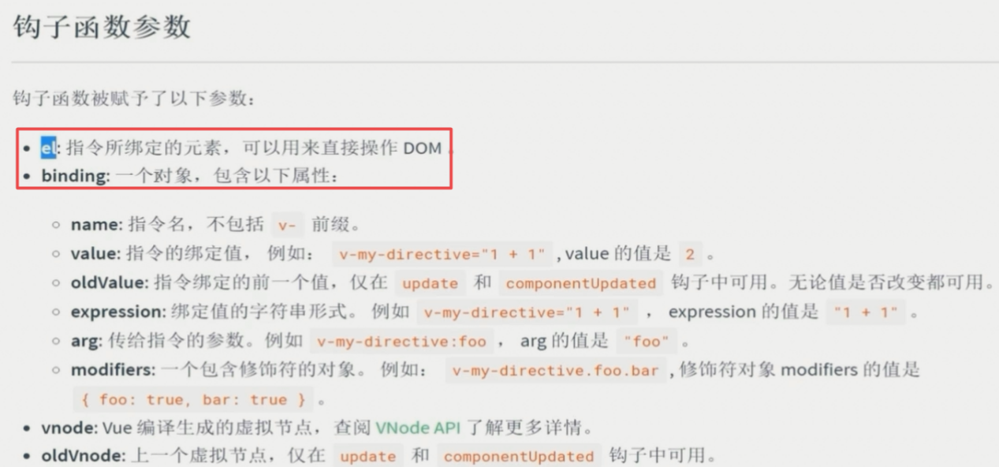 钩子函数参数
钩子函数被赋予了以下参数：
• el: 指令所绑定的元素，可以用来直接操作 DOM 。
• binding: 一个对象，包含以下属性：
○ name: 指令名，不包括 v- 前缀。
○ value: 指令的绑定值， 例如： v-my-directive="1 + 1" , value 的值是 2 。
○ oldValue: 指令绑定的前一个值，仅在 update 和 componentUpdated 钩子中可用。无论值是否改变都可用。
○ expression: 绑定值的字符串形式。 例如 v-my-directive="1 + 1" ， expression 的值是 "1 + 1" 。
○ arg: 传给指令的参数。例如 v-my-directive:foo ， arg 的值是 "foo" 。
○ modifiers: 一个包含修饰符的对象。 例如： v-my-directive.foo.bar , 修饰符对象 modifiers 的值是
{ foo: true, bar: true } 。
• vnode: Vue 编译生成的虚拟节点，查阅 VNode API 了解更多详情。
• oldVnode: 上一个虚拟节点，仅在 update 和 componentUpdated 钩子中可用。